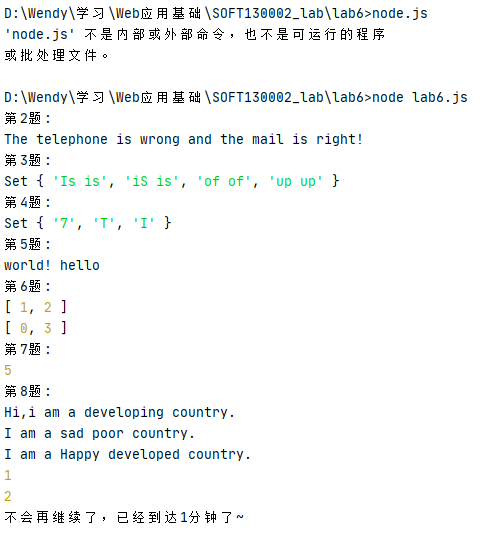 D:\Wendy\学习\Web应用基础\SOFT130002_lab\lab6>node.js
'node.js' 不是内部或外部命令，也不是可运行的程序
或批处理文件。
D:\Wendy\学习\Web应用基础\SOFT130002_lab\lab6>node lab6.js
第2题：
The telephone is wrong and the mail is right!
第3题：
Set { 'Is is', 'iS is', 'of of', 'up up' }
第4题：
Set { '7', 'T', 'I' }
第5题：
world! hello
第6题：
[ 1, 2 ]
[ 0, 3 ]
第7题：
5
第8题：
Hi,i am a developing country.
I am a sad poor country.
I am a Happy developed country.
1
2
不会再继续了，已经到达1分钟了~